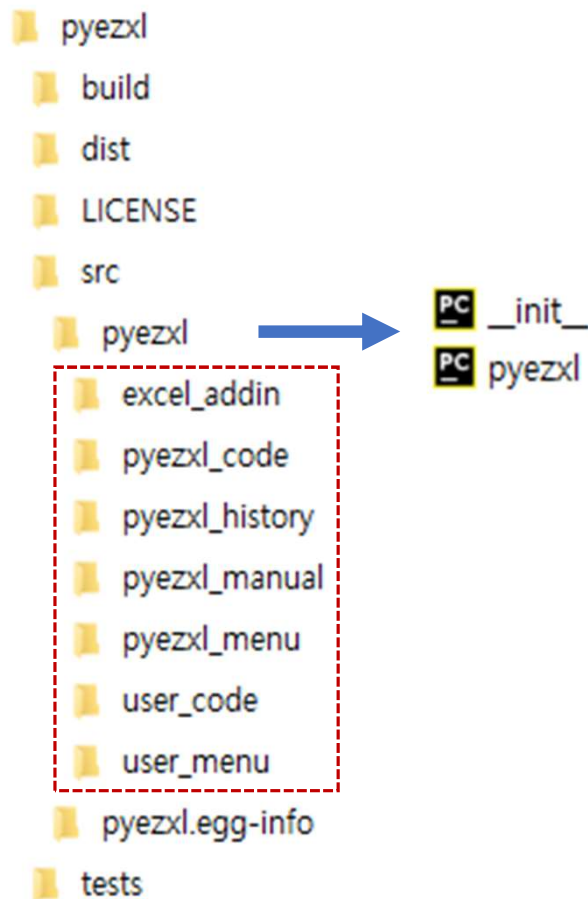 pyezxl
build
dist
LICENSE
src
pyezxl
excel_addin
pyezxl_code
pyezxl_history
pyezxl_manual
pyezxl_menu
user_code
user_menu
pyezxl.egg-info
tests
PC __init__
PC pyezxl